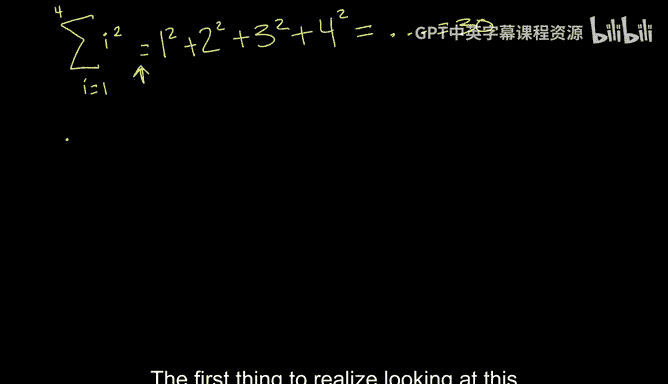 4
∑ i² = 1² + 2² + 3² + 4² = ... = 30
i=1
↑
GPT中英字幕课程资源 bilibili
The first thing to realize looking at this